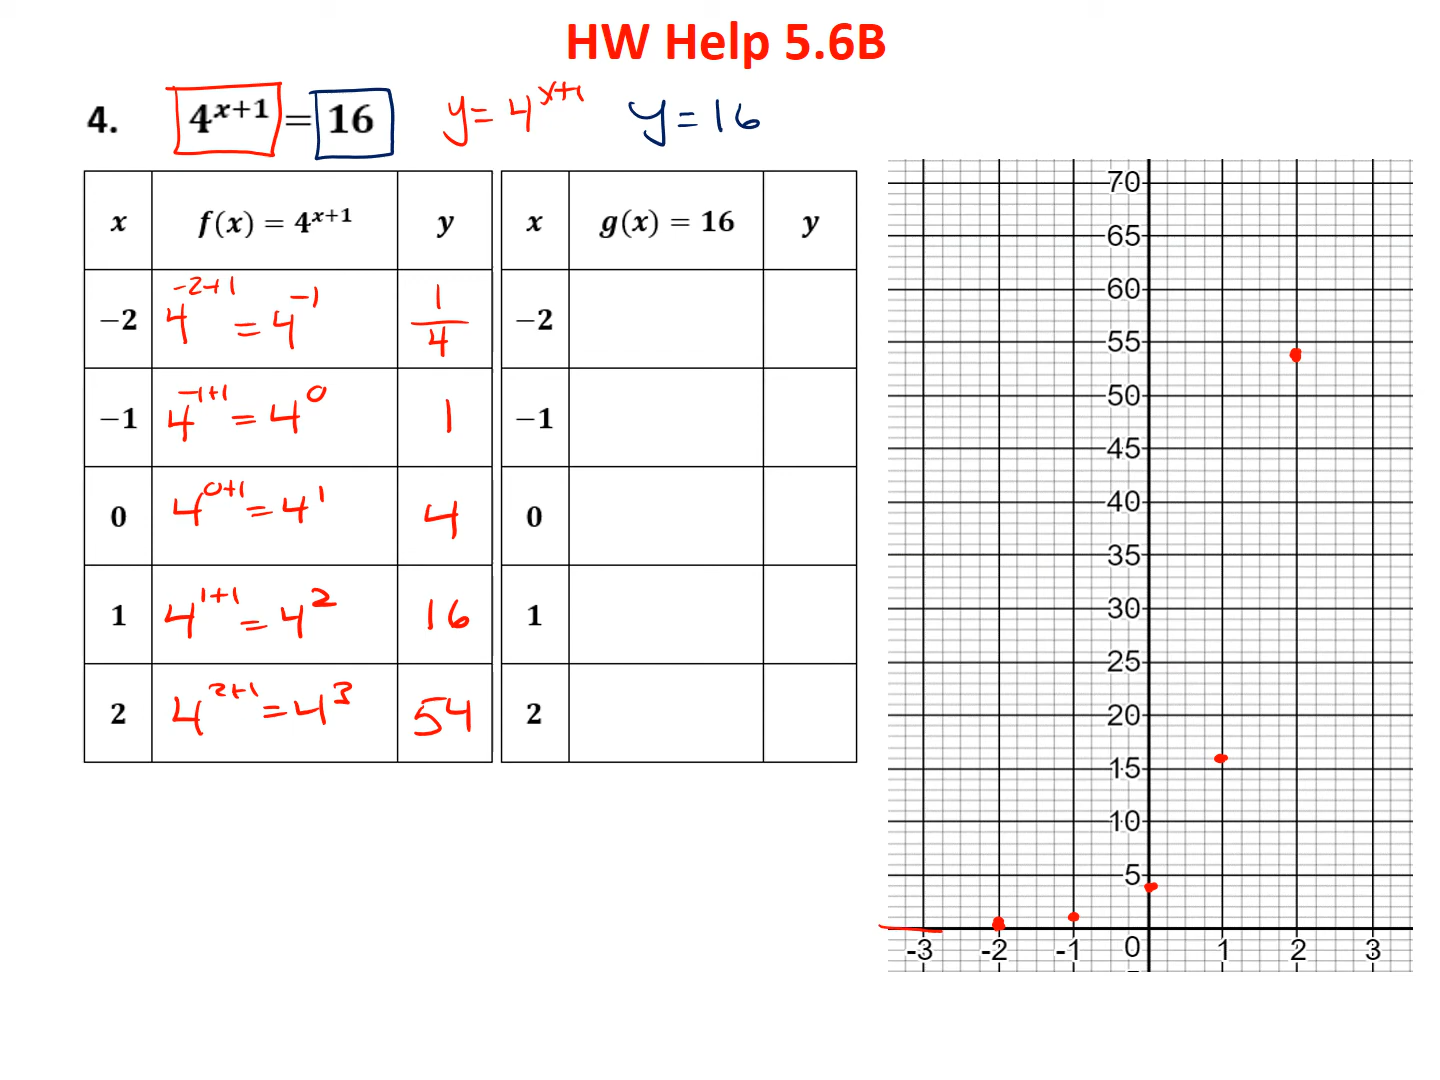 HW Help 5.6B
4. 4^{x+1} = 16 y = 4^{x+1} y = 16
x f(x) = 4^{x+1} y x g(x) = 16 y
−2 4^{-2+1} = 4^{-1} 1/4 −2
−1 4^{-1+1} = 4^0 1 −1
0 4^{0+1} = 4^1 4 0
1 4^{1+1} = 4^2 16 1
2 4^{2+1} = 4^3 54 2
70
65
60
55
50
45
40
35
30
25
20
15
10
5
-3 -2 -1 0 1 2 3